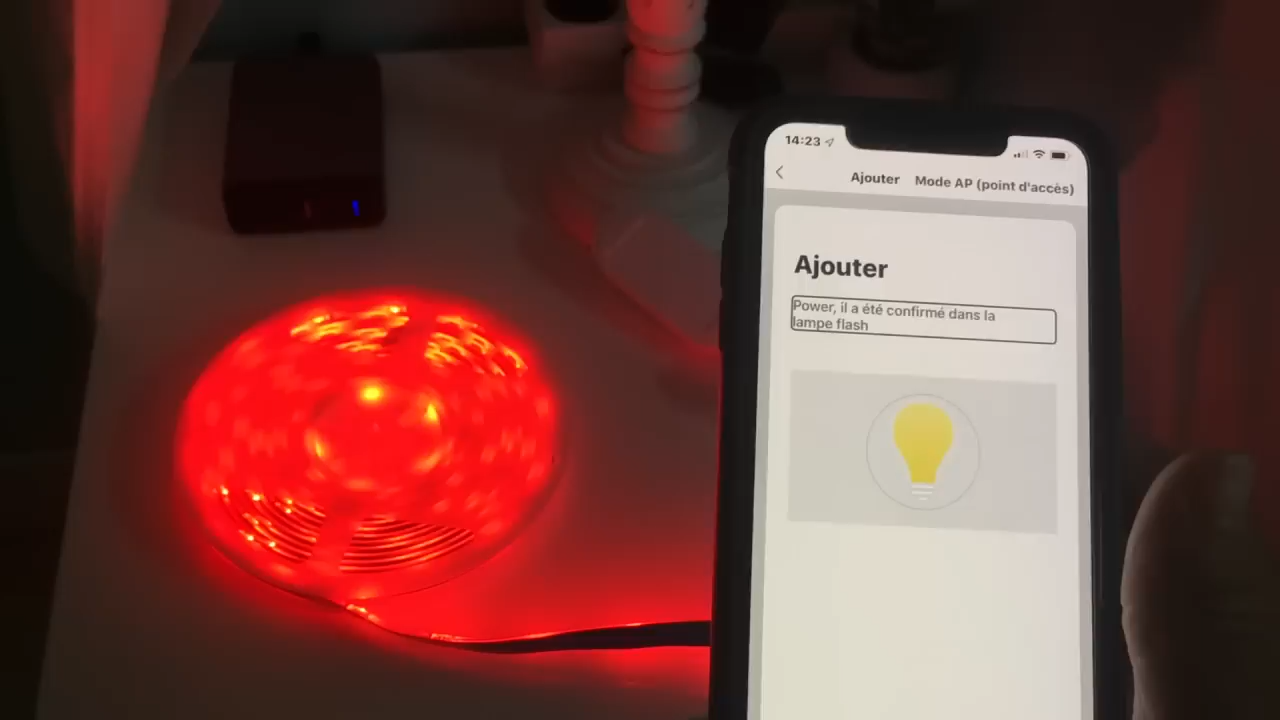 14:23
Ajouter Mode AP (point d'accès)
Ajouter
Power, il a été confirmé dans la
lampe flash